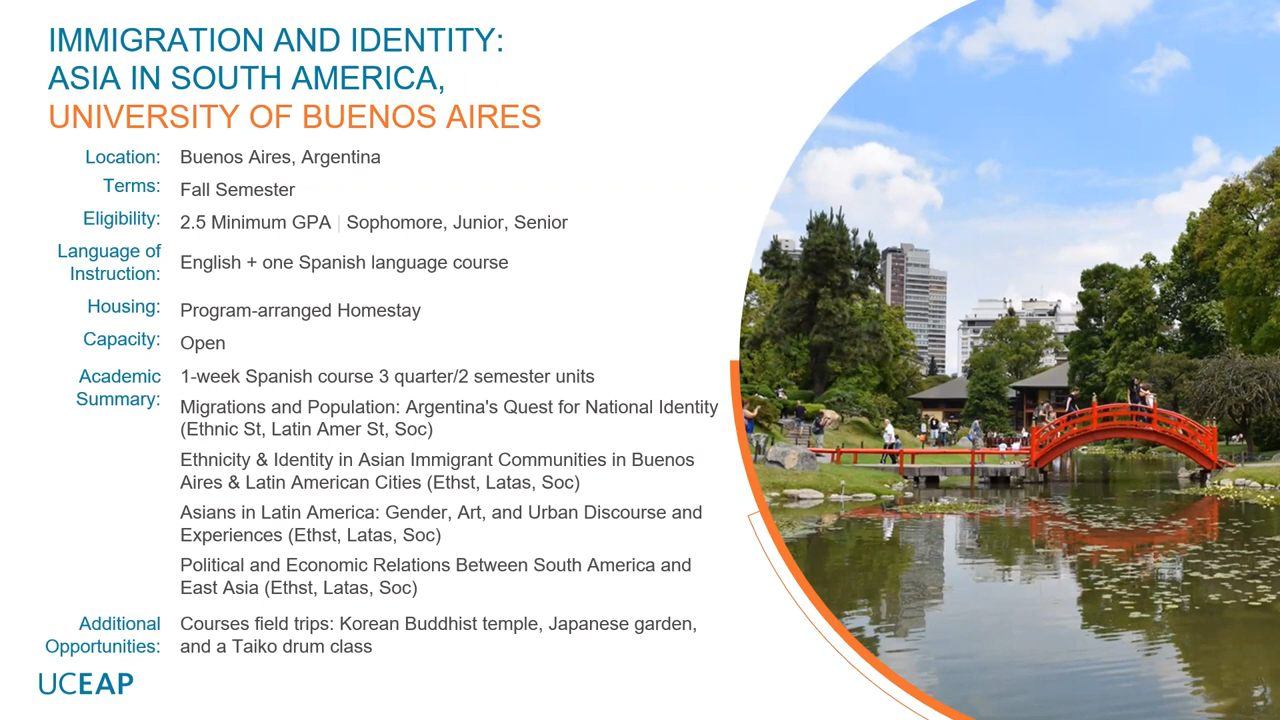 IMMIGRATION AND IDENTITY:
ASIA IN SOUTH AMERICA,
UNIVERSITY OF BUENOS AIRES
Location: Buenos Aires, Argentina
Terms: Fall Semester
Eligibility: 2.5 Minimum GPA | Sophomore, Junior, Senior
Language of
Instruction: English + one Spanish language course
Housing: Program-arranged Homestay
Capacity: Open
Academic
Summary: 1-week Spanish course 3 quarter/2 semester units
Migrations and Population: Argentina's Quest for National Identity
(Ethnic St, Latin Amer St, Soc)
Ethnicity & Identity in Asian Immigrant Communities in Buenos
Aires & Latin American Cities (Ethst, Latas, Soc)
Asians in Latin America: Gender, Art, and Urban Discourse and
Experiences (Ethst, Latas, Soc)
Political and Economic Relations Between South America and
East Asia (Ethst, Latas, Soc)
Additional
Opportunities: Courses field trips: Korean Buddhist temple, Japanese garden,
and a Taiko drum class
UCEAP